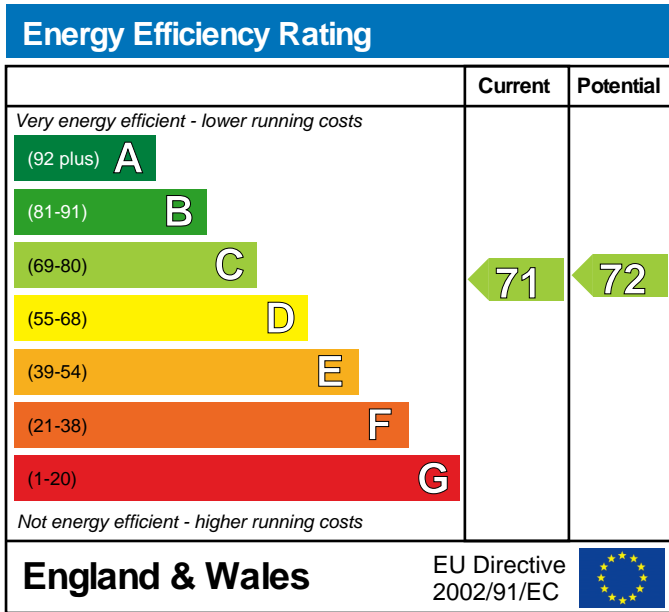 Energy Efficiency Rating
Current Potential
Very energy efficient - lower running costs
(92 plus) A
(81-91) B
(69-80) C 71 72
(55-68) D
(39-54) E
(21-38) F
(1-20) G
Not energy efficient - higher running costs
England & Wales
EU Directive
2002/91/EC